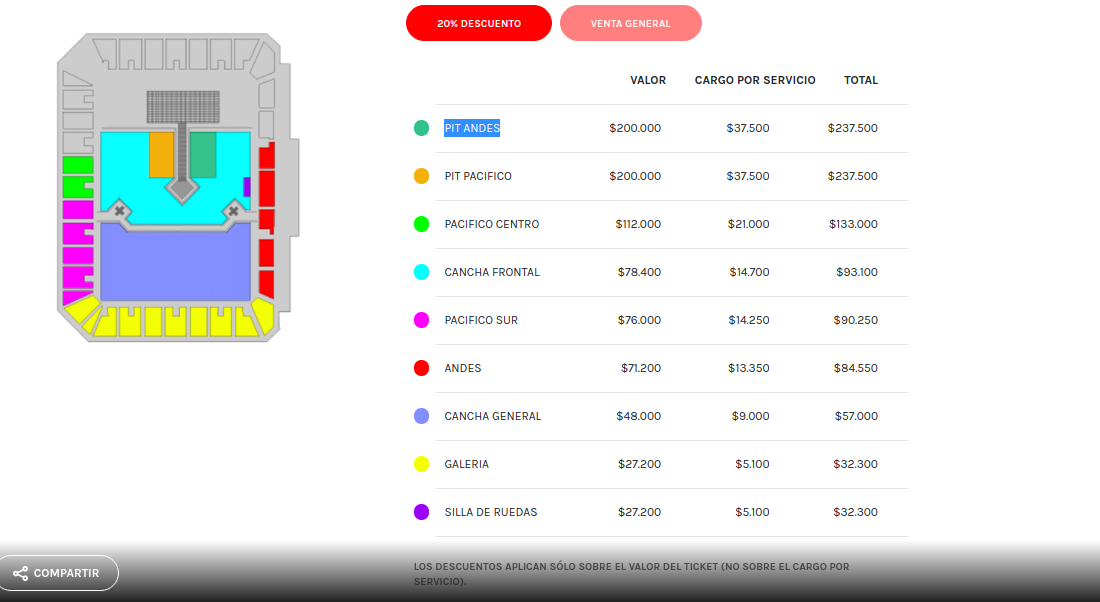 20% DESCUENTO VENTA GENERAL
VALOR CARGO POR SERVICIO TOTAL
PIT ANDES $200.000 $37.500 $237.500
PIT PACIFICO $200.000 $37.500 $237.500
PACIFICO CENTRO $112.000 $21.000 $133.000
CANCHA FRONTAL $78.400 $14.700 $93.100
PACIFICO SUR $76.000 $14.250 $90.250
ANDES $71.200 $13.350 $84.550
CANCHA GENERAL $48.000 $9.000 $57.000
GALERIA $27.200 $5.100 $32.300
SILLA DE RUEDAS $27.200 $5.100 $32.300
LOS DESCUENTOS APLICAN SÓLO SOBRE EL VALOR DEL TICKET (NO SOBRE EL CARGO POR
SERVICIO).
COMPARTIR